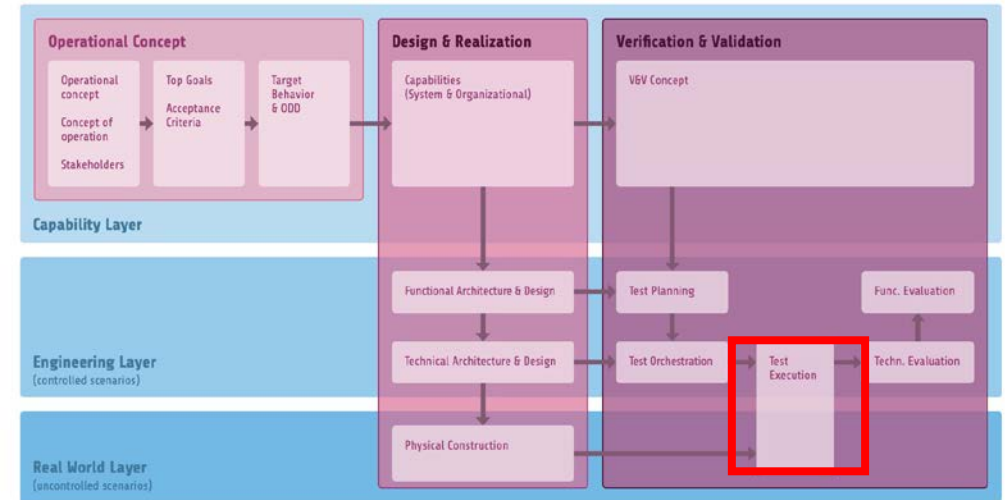 Operational Concept
Operational
concept
Concept of
operation
Stakeholders
Top Goals
Acceptance
Criteria
Target
Behavior
& ODD
Design & Realization
Capabilities
(System & Organizational)
Verification & Validation
V&V Concept
Capability Layer
Functional Architecture & Design
Test Planning
Func. Evaluation
Engineering Layer
(controlled scenarios)
Technical Architecture & Design
Test Orchestration
Test
Execution
Techn. Evaluation
Real World Layer
(uncontrolled scenarios)
Physical Construction